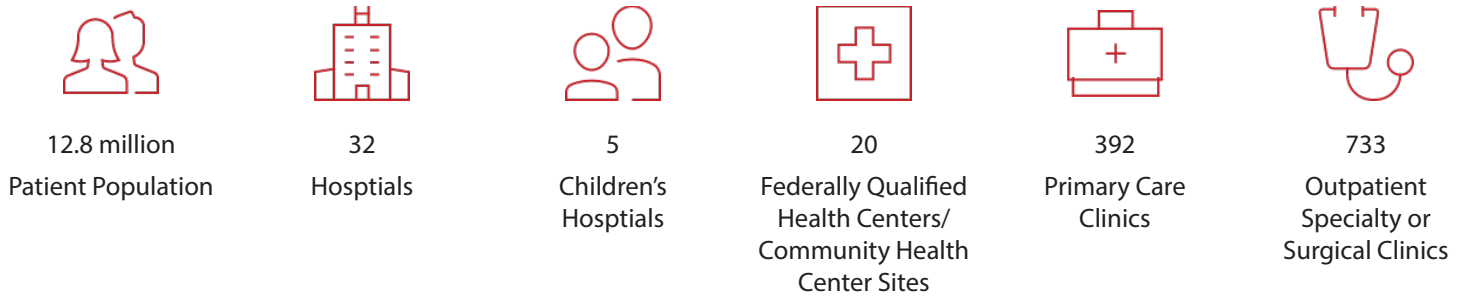 12.8 million
Patient Population
32
Hosptials
5
Children's
Hosptials
20
Federally Qualified
Health Centers/
Community Health
Center Sites
392
Primary Care
Clinics
733
Outpatient
Specialty or
Surgical Clinics